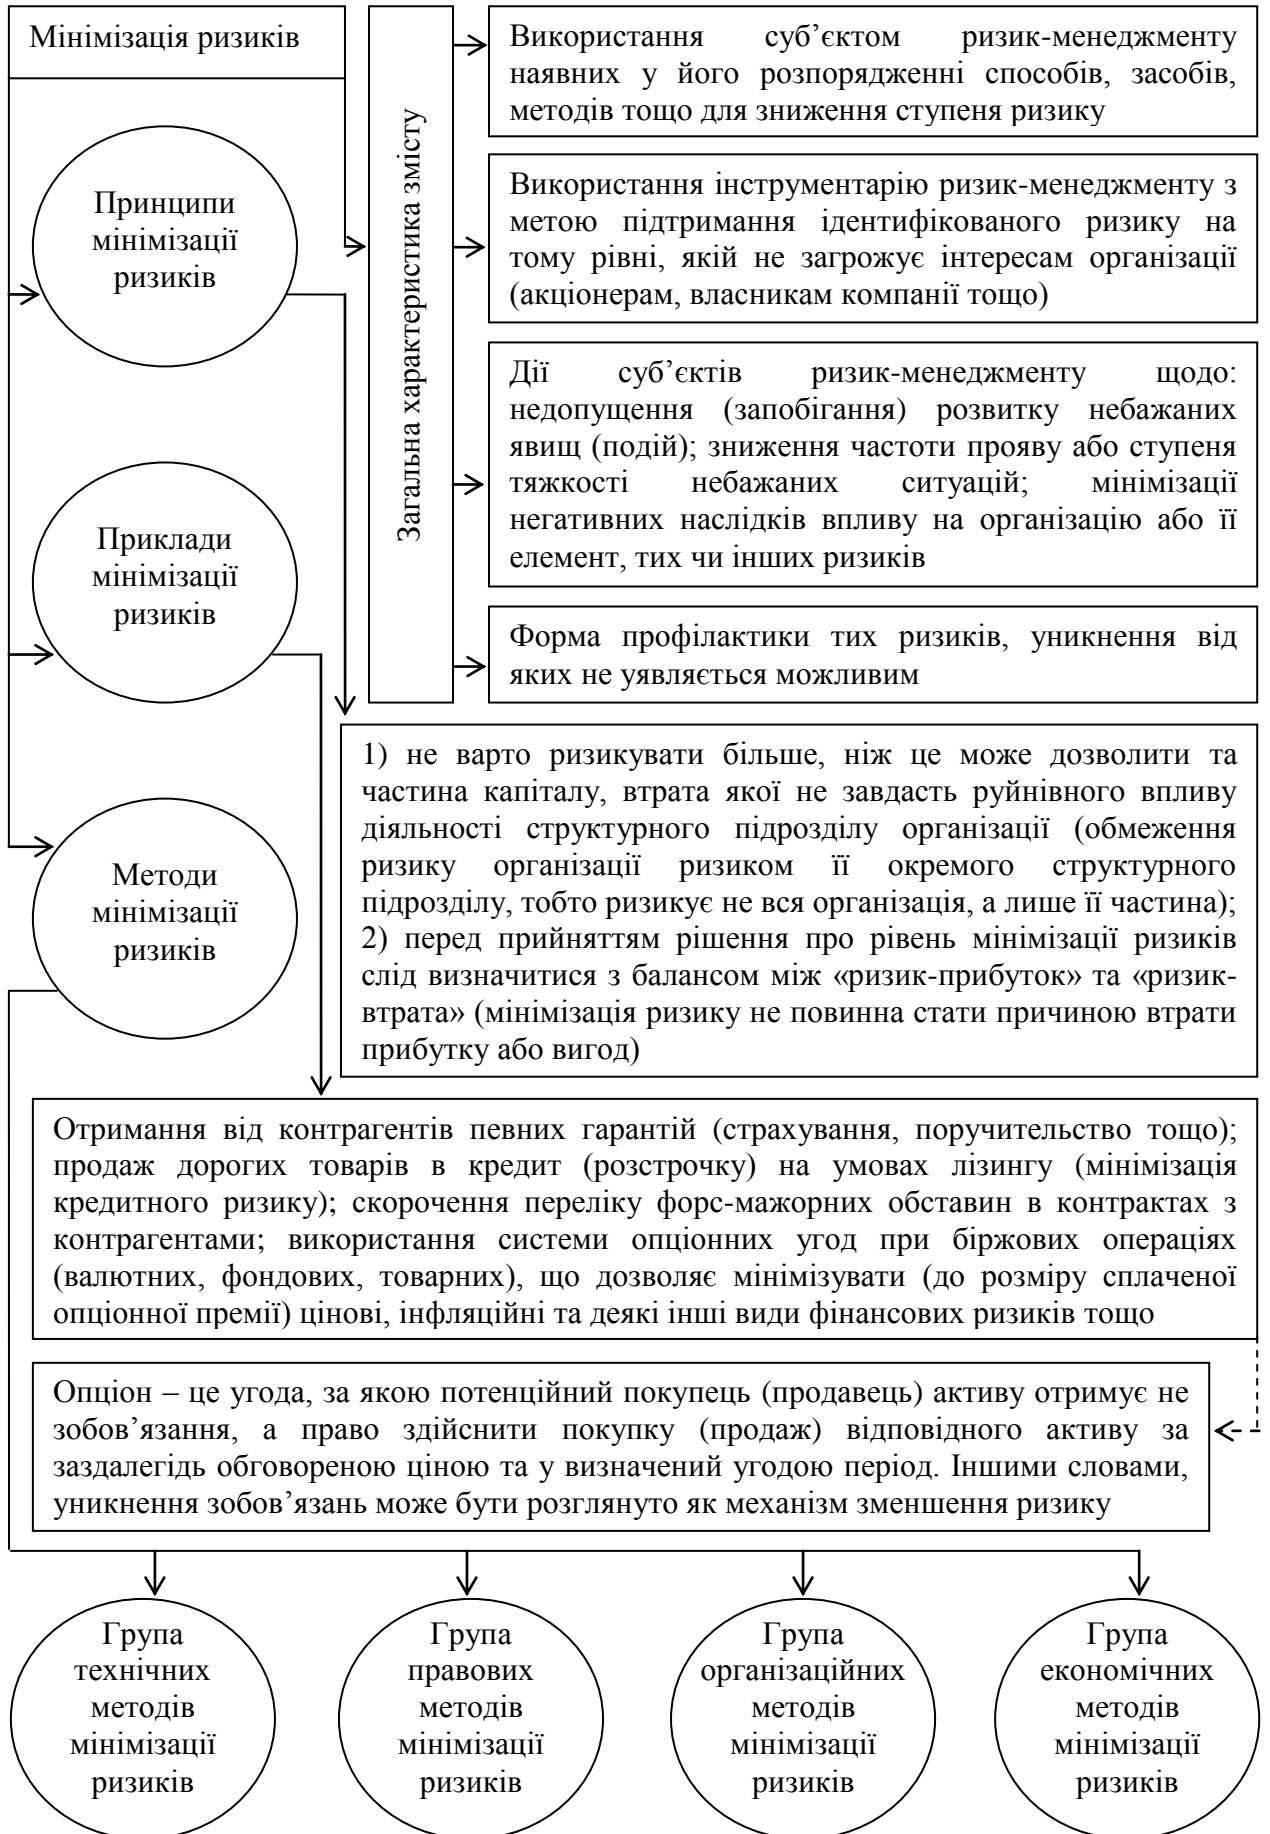 Мінімізація ризиків
Загальна характеристика змісту
Використання суб’єктом ризик-менеджменту
наявних у його розпорядженні способів, засобів,
методів тощо для зниження ступеня ризику
Використання інструментарію ризик-менеджменту з
метою підтримання ідентифікованого ризику на
тому рівні, якій не загрожує інтересам організації
(акціонерам, власникам компанії тощо)
Дії суб’єктів ризик-менеджменту щодо:
недопущення (запобігання) розвитку небажаних
явищ (подій); зниження частоти прояву або ступеня
тяжкості небажаних ситуацій; мінімізації
негативних наслідків впливу на організацію або її
елемент, тих чи інших ризиків
Форма профілактики тих ризиків, уникнення від
яких не уявляється можливим
Принципи
мінімізації
ризиків
Приклади
мінімізації
ризиків
Методи
мінімізації
ризиків
1) не варто ризикувати більше, ніж це може дозволити та
частина капіталу, втрата якої не завдасть руйнівного впливу
діяльності структурного підрозділу організації (обмеження
ризику організації ризиком її окремого структурного
підрозділу, тобто ризикує не вся організація, а лише її частина);
2) перед прийняттям рішення про рівень мінімізації ризиків
слід визначитися з балансом між «ризик-прибуток» та «ризик-
втрата» (мінімізація ризику не повинна стати причиною втрати
прибутку або вигод)
Отримання від контрагентів певних гарантій (страхування, поручительство тощо);
продаж дорогих товарів в кредит (розстрочку) на умовах лізингу (мінімізація
кредитного ризику); скорочення переліку форс-мажорних обставин в контрактах з
контрагентами; використання системи опціонних угод при біржових операціях
(валютних, фондових, товарних), що дозволяє мінімізувати (до розміру сплаченої
опціонної премії) цінові, інфляційні та деякі інші види фінансових ризиків тощо
Опціон – це угода, за якою потенційний покупець (продавець) активу отримує не
зобов’язання, а право здійснити покупку (продаж) відповідного активу за
заздалегідь обговореною ціною та у визначений угодою період. Іншими словами,
уникнення зобов’язань може бути розглянуто як механізм зменшення ризику
Група
технічних
методів
мінімізації
ризиків
Група
правових
методів
мінімізації
ризиків
Група
організаційних
методів
мінімізації
ризиків
Група
економічних
методів
мінімізації
ризиків